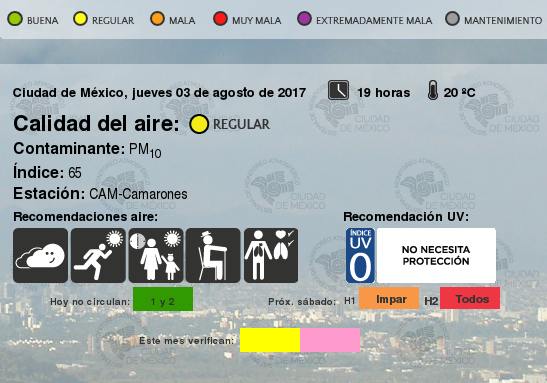 BUENA REGULAR MALA MUY MALA EXTREMADAMENTE MALA MANTENIMIENTO
Ciudad de México, jueves 03 de agosto de 2017 19 horas 20 ºC
Calidad del aire: REGULAR
Contaminante: PM10
Índice: 65
Estación: CAM-Camarones
Recomendaciones aire: Recomendación UV:
ÍNDICE
UV
0
NO NECESITA
PROTECCIÓN
Hoy no circulan: 1 y 2 Próx. sábado: H1 Impar H2 Todos
Este mes verifican:
CIUDAD
DE MÉXICO